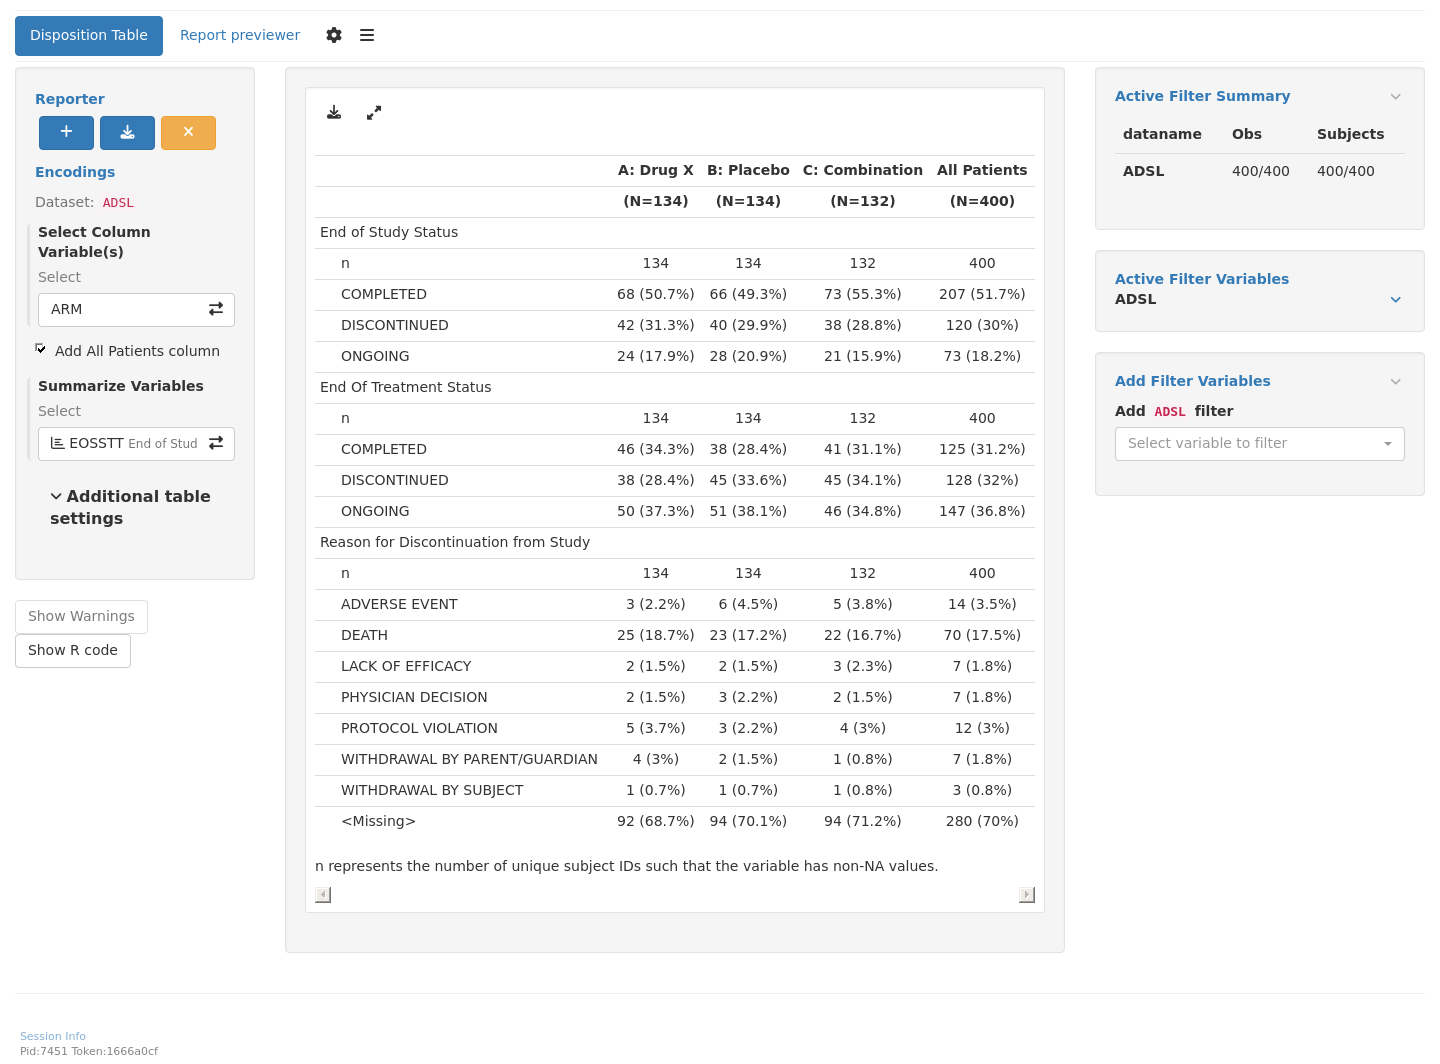 Disposition Table Report previewer
Reporter
Encodings
Dataset: ADSL
Select Column
Variable(s)
Select
ARM
Add All Patients column
Summarize Variables
Select
EOSSTT End of Stud
Additional table
settings
Show Warnings
Show R code
A: Drug X B: Placebo C: Combination All Patients
(N=134) (N=134) (N=132) (N=400)
End of Study Status
n 134 134 132 400
COMPLETED 68 (50.7%) 66 (49.3%) 73 (55.3%) 207 (51.7%)
DISCONTINUED 42 (31.3%) 40 (29.9%) 38 (28.8%) 120 (30%)
ONGOING 24 (17.9%) 28 (20.9%) 21 (15.9%) 73 (18.2%)
End Of Treatment Status
n 134 134 132 400
COMPLETED 46 (34.3%) 38 (28.4%) 41 (31.1%) 125 (31.2%)
DISCONTINUED 38 (28.4%) 45 (33.6%) 45 (34.1%) 128 (32%)
ONGOING 50 (37.3%) 51 (38.1%) 46 (34.8%) 147 (36.8%)
Reason for Discontinuation from Study
n 134 134 132 400
ADVERSE EVENT 3 (2.2%) 6 (4.5%) 5 (3.8%) 14 (3.5%)
DEATH 25 (18.7%) 23 (17.2%) 22 (16.7%) 70 (17.5%)
LACK OF EFFICACY 2 (1.5%) 2 (1.5%) 3 (2.3%) 7 (1.8%)
PHYSICIAN DECISION 2 (1.5%) 3 (2.2%) 2 (1.5%) 7 (1.8%)
PROTOCOL VIOLATION 5 (3.7%) 3 (2.2%) 4 (3%) 12 (3%)
WITHDRAWAL BY PARENT/GUARDIAN 4 (3%) 2 (1.5%) 1 (0.8%) 7 (1.8%)
WITHDRAWAL BY SUBJECT 1 (0.7%) 1 (0.7%) 1 (0.8%) 3 (0.8%)
<Missing> 92 (68.7%) 94 (70.1%) 94 (71.2%) 280 (70%)
n represents the number of unique subject IDs such that the variable has non-NA values.
Active Filter Summary
dataname Obs Subjects
ADSL 400/400 400/400
Active Filter Variables
ADSL
Add Filter Variables
Add ADSL filter
Select variable to filter
Session Info
Pid:7451 Token:1666a0cf